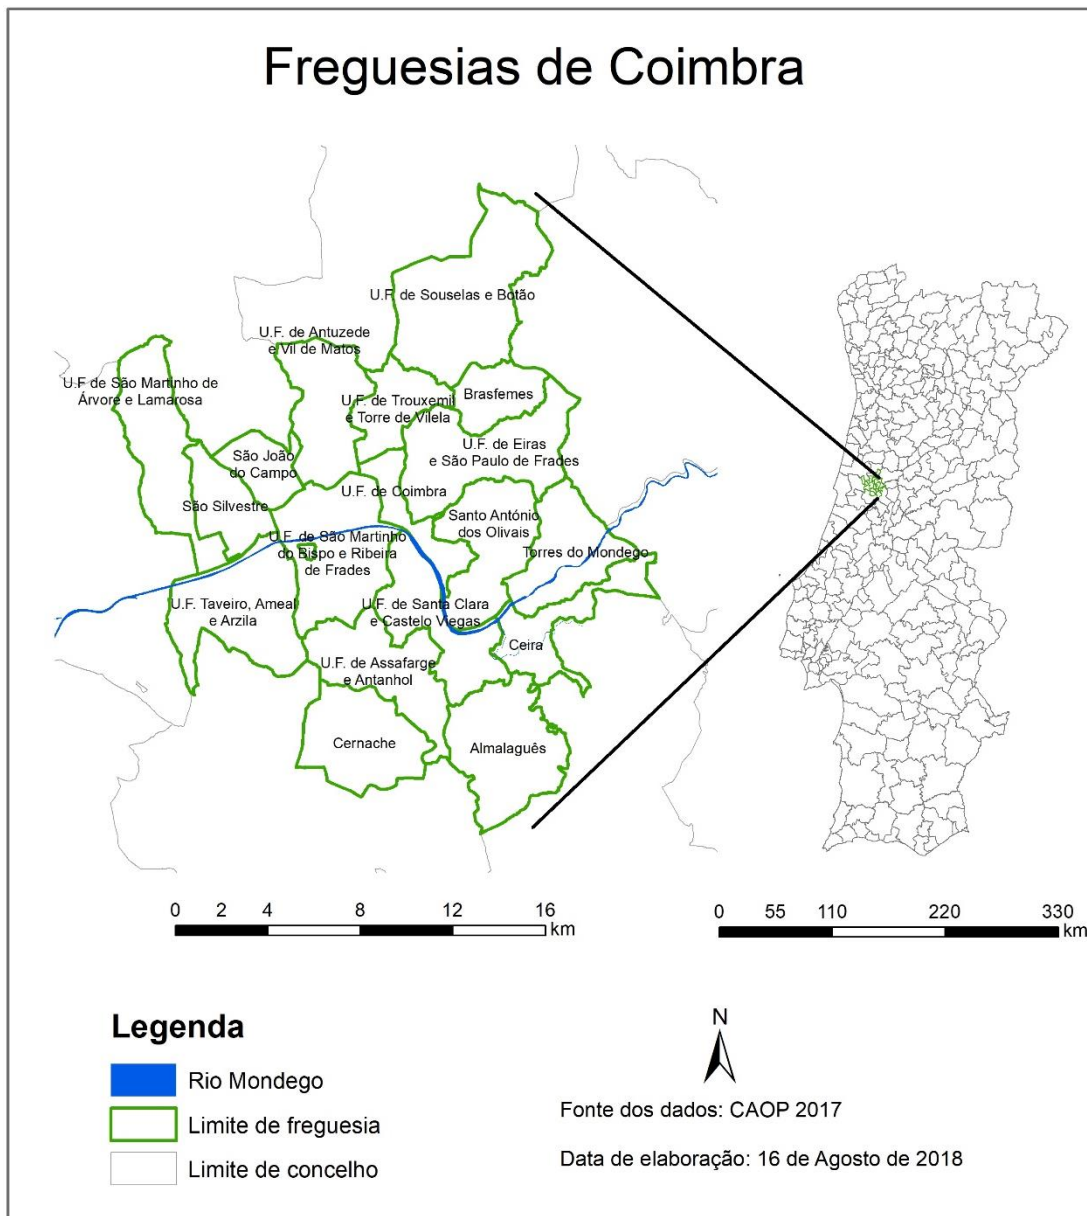 Freguesias de Coimbra
U.F. de Souselas e Botão
U.F. de Antuzede
e Vil de Matos
U.F de São Martinho de
Árvore e Lamarosa
U.F. de Trouxemil
e Torre de Vilela
Brasfemes
São João
do Campo
U.F. de Eiras
e São Paulo de Frades
U.F. de Coimbra
São Silvestre
Santo António
dos Olivais
U.F. de São Martinho
do Bispo e Ribeira
de Frades
Torres do Mondego
U.F. Taveiro, Ameal
e Arzila
U.F. de Santa Clara
e Castelo Viegas
Ceira
U.F. de Assafarge
e Antanhol
Cernache
Almalaguês
0 2 4 8 12 16
km
0 55 110 220 330
km
Legenda
Rio Mondego
Limite de freguesia
Limite de concelho
N
Fonte dos dados: CAOP 2017
Data de elaboração: 16 de Agosto de 2018